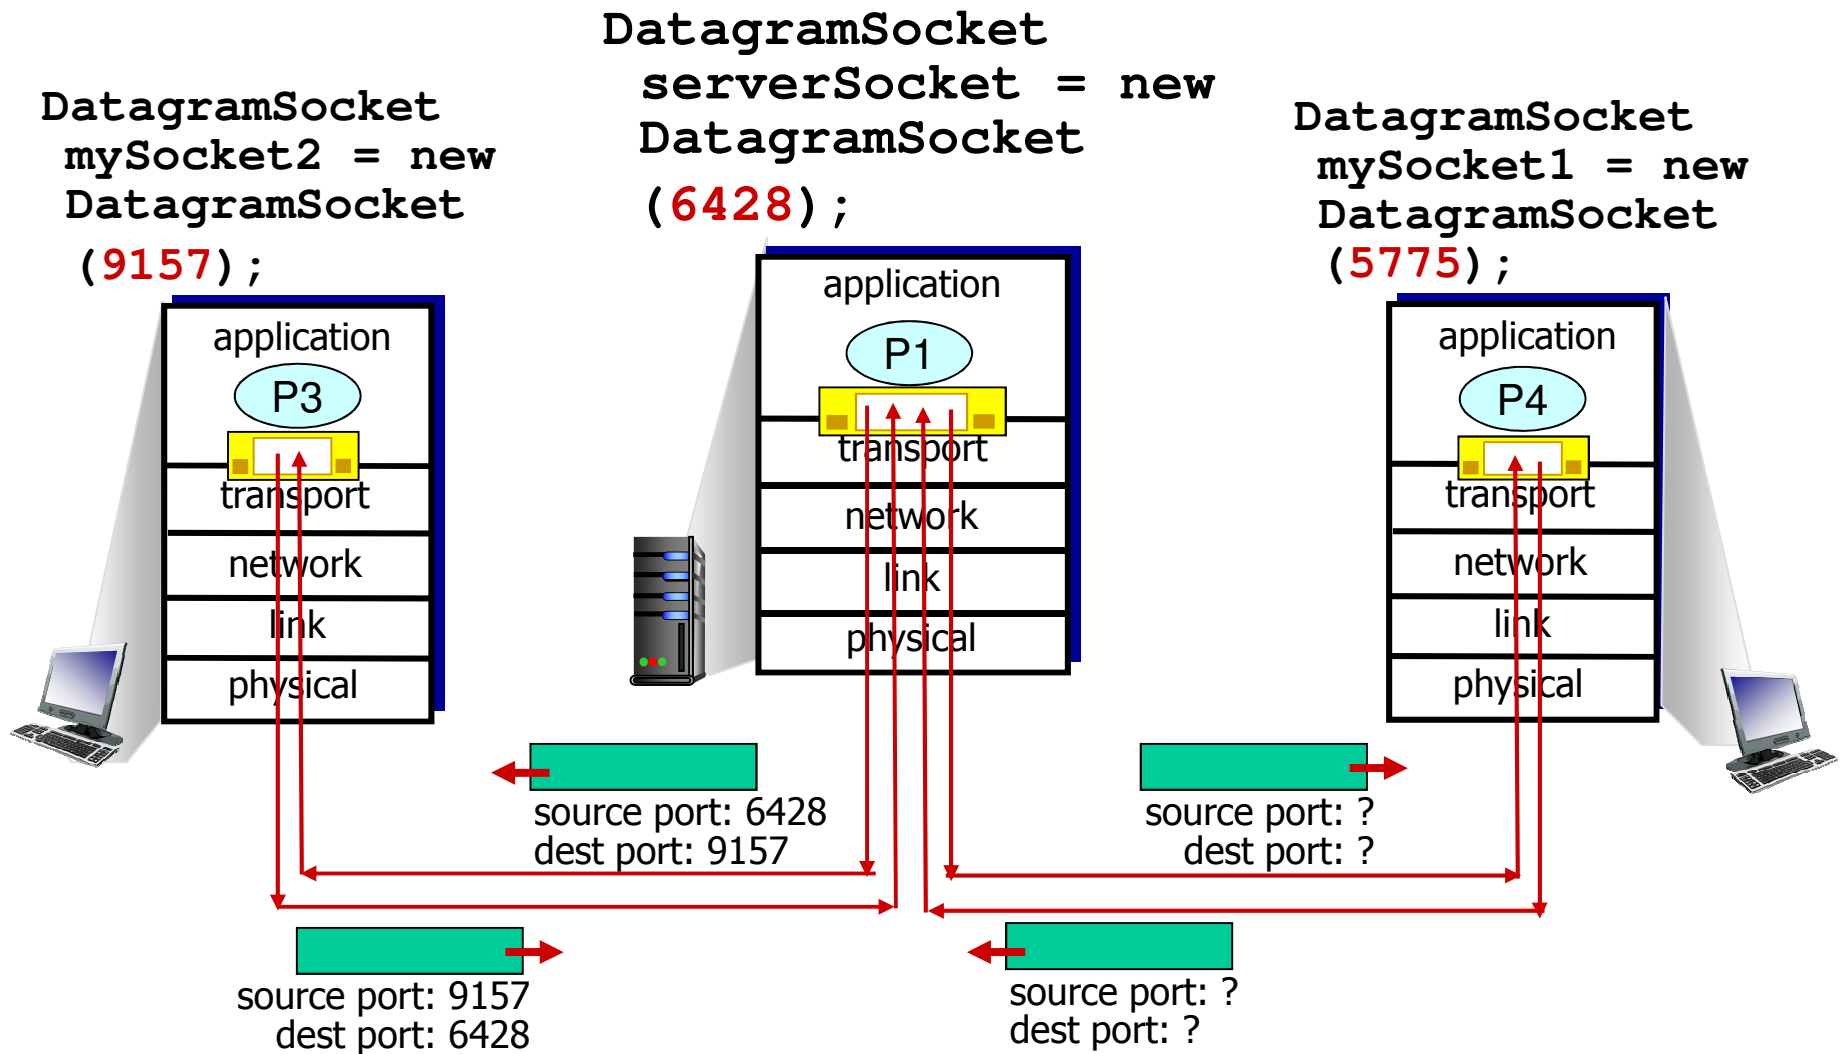 DatagramSocket
serverSocket = new
DatagramSocket
(6428);
DatagramSocket
mySocket2 = new
DatagramSocket
(9157);
DatagramSocket
mySocket1 = new
DatagramSocket
(5775);
application
P3
transport
network
link
physical
application
P1
transport
network
link
physical
application
P4
transport
network
link
physical
source port: 6428
dest port: 9157
source port: ?
dest port: ?
source port: 9157
dest port: 6428
source port: ?
dest port: ?